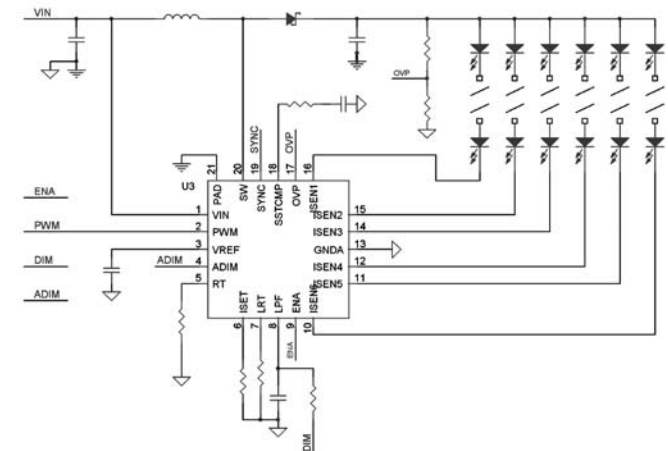 VIN
OVP
SYNC
OVP
21
20
19
18
17
16
U3
PAD
SW
SYNC
SSTCMP
OVP
ISEN1
ENA
1
VIN
ISEN2
15
PWM
2
PWM
ISEN3
14
3
VREF
GNDA
13
DIM
ADIM
4
ADIM
ISEN4
12
5
RT
ISEN5
11
ADIM
ISET
LRT
LPF
ENA
ISEN6
6
7
8
9
10
ENA
DIM